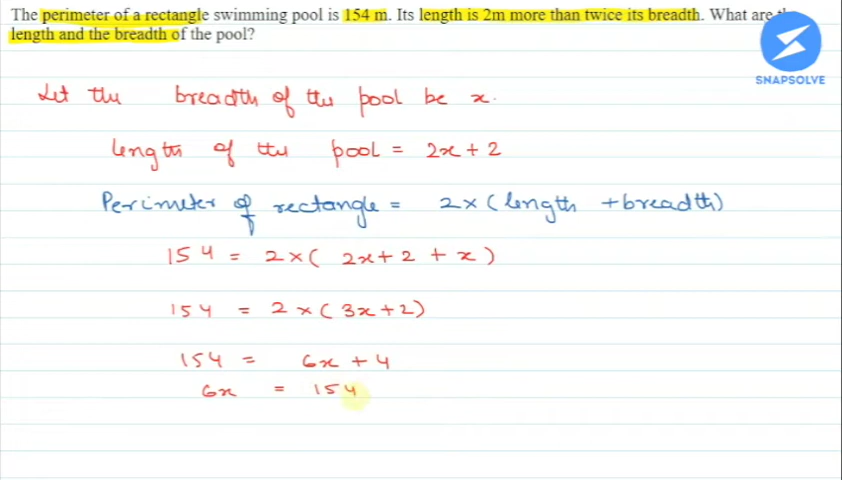 The perimeter of a rectangle swimming pool is 154 m. Its length is 2m more than twice its breadth. What are
length and the breadth of the pool?
SNAPSOLVE
Let the breadth of the pool be x.
length of the pool = 2x + 2
Perimeter of rectangle = 2 × (length + breadth)
154 = 2 × ( 2x + 2 + x )
154 = 2 × ( 3x + 2 )
154 = 6x + 4
6x = 154